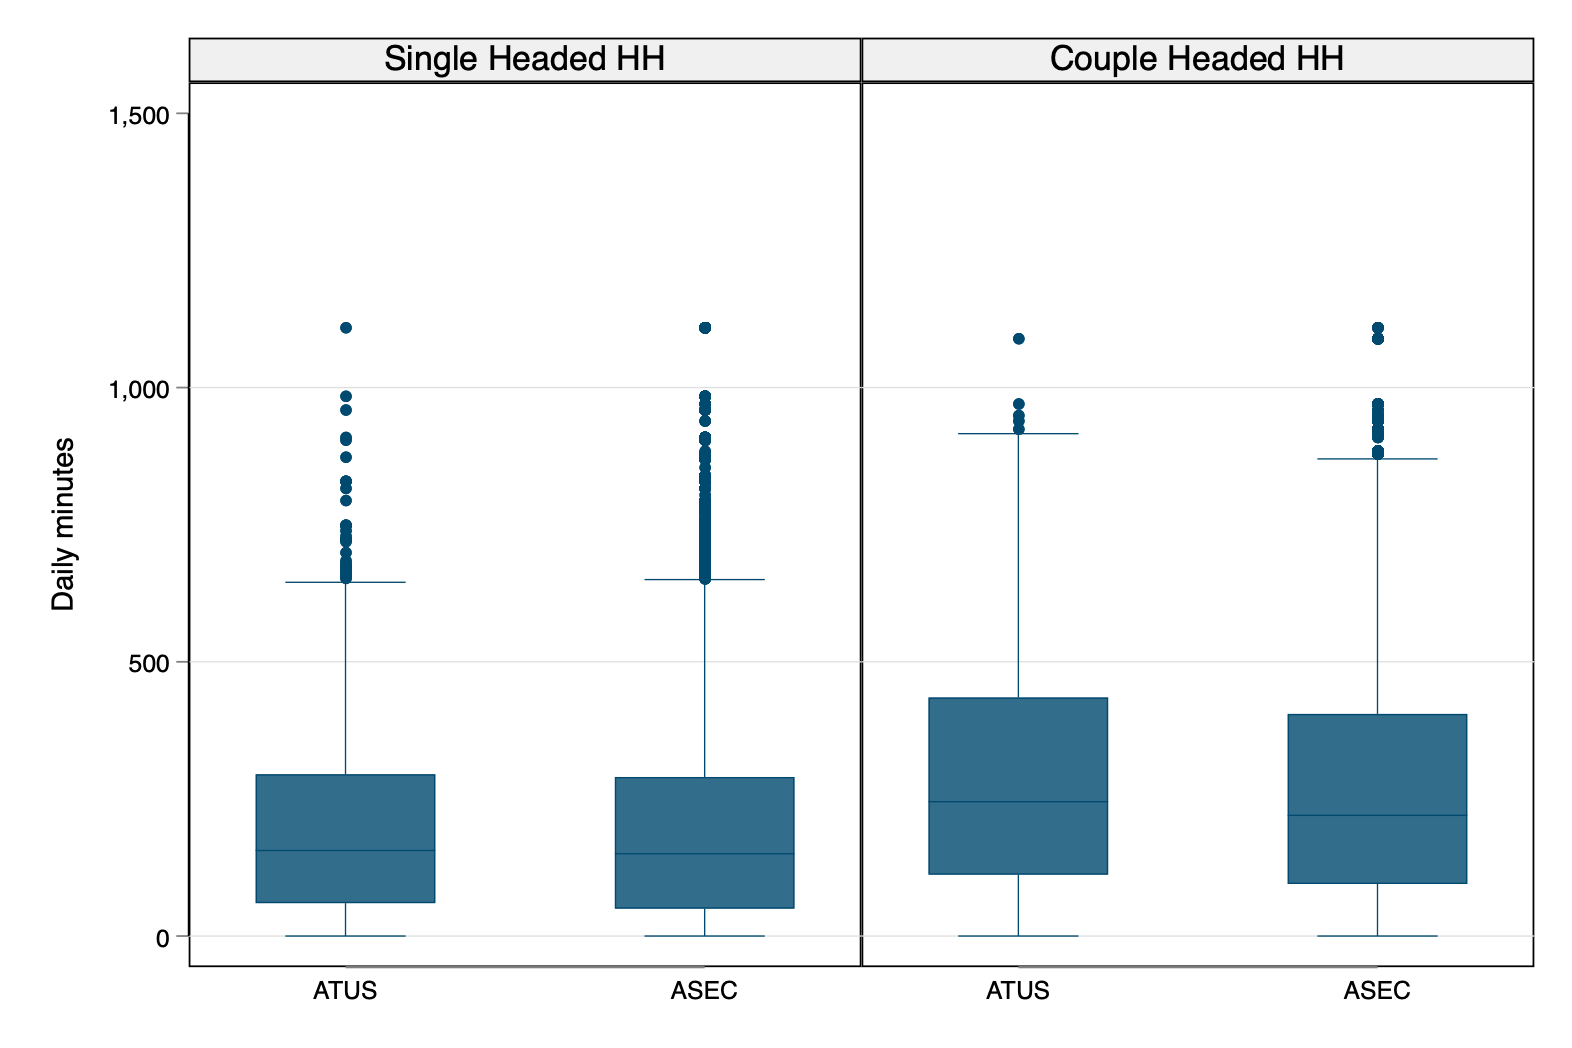 Single Headed HH
Couple Headed HH
Daily minutes
1,500
1,000
500
0
ATUS
ASEC
ATUS
ASEC